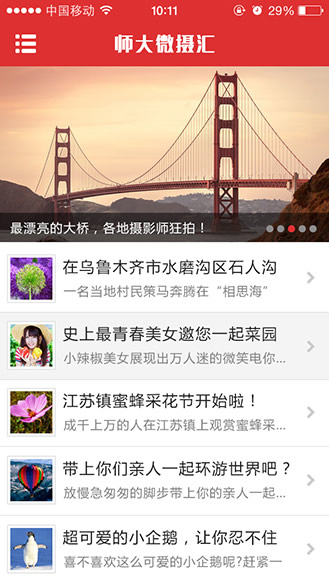 中国移动
10:11
29%
师大微摄汇
最漂亮的大桥，各地摄影师狂拍！
在乌鲁木齐市水磨沟区石人沟
一名当地村民策马奔腾在“相思海”
史上最青春美女邀您一起菜园
小辣椒美女展现出万人迷的微笑电你...
江苏镇蜜蜂采花节开始啦！
成千上万的人在江苏镇上观赏蜜蜂...
带上你们亲人一起环游世界吧？
放慢急匆匆的脚步带上你的亲人一起...
超可爱的小企鹅，让你忍不住
喜不喜欢这么可爱的小企鹅呢?赶紧一